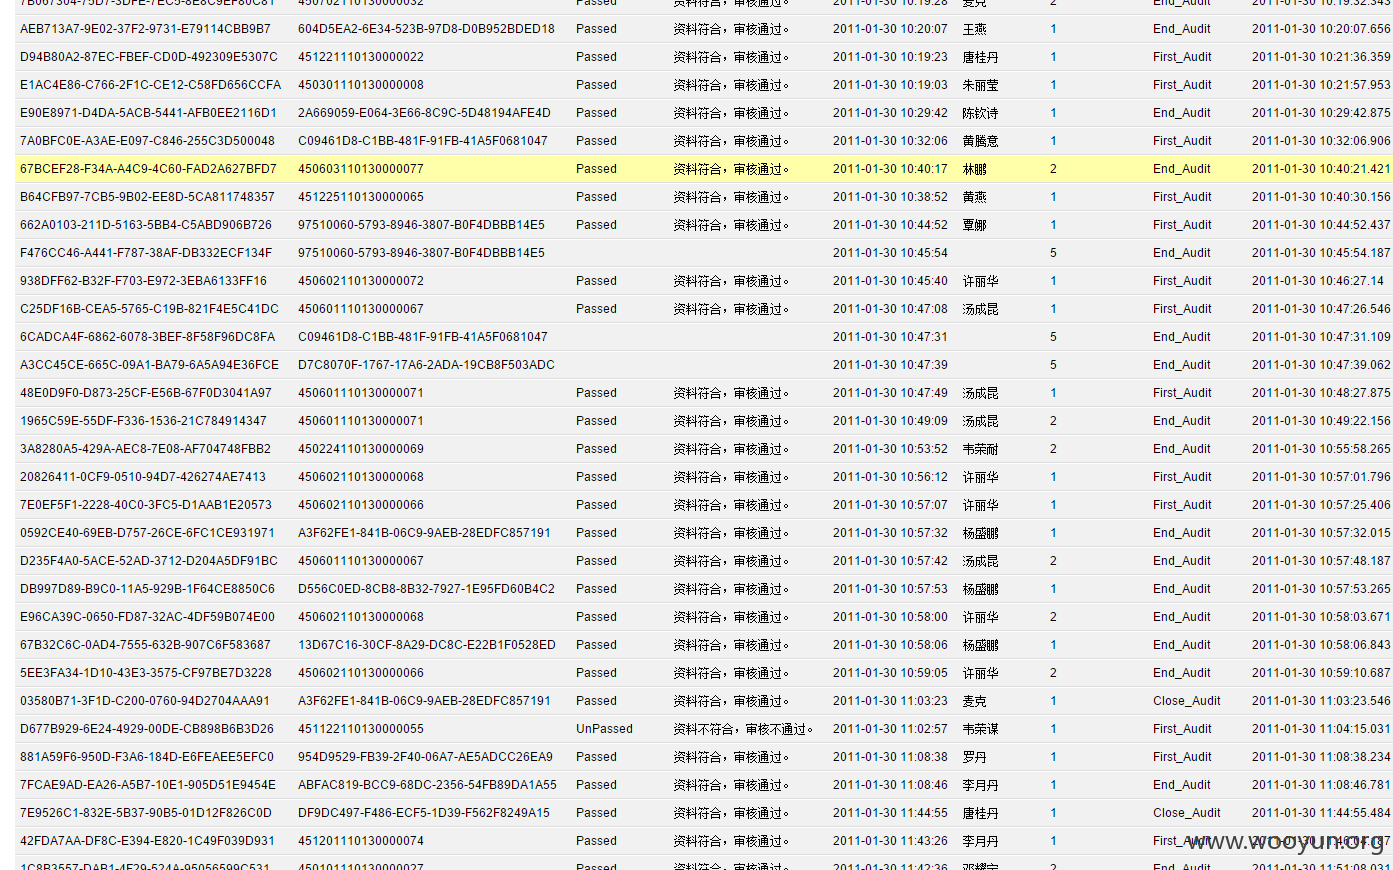 7B067304-75D7-3DFE-7EC5-8E8C9EF80C81 450702110130000032 Passed 资料符合，审核通过。 2011-01-30 10:19:28 麦克 2 End_Audit 2011-01-30 10:19:32.343
AEB713A7-9E02-37F2-9731-E79114CBB9B7 604D5EA2-6E34-523B-97D8-D0B952BDED18 Passed 资料符合，审核通过。 2011-01-30 10:20:07 王燕 1 End_Audit 2011-01-30 10:20:07.656
D94B80A2-87EC-FBEF-CD0D-492309E5307C 451221110130000022 Passed 资料符合，审核通过。 2011-01-30 10:19:23 唐桂丹 1 First_Audit 2011-01-30 10:21:36.359
E1AC4E86-C766-2F1C-CE12-C58FD656CCFA 450301110130000008 Passed 资料符合，审核通过。 2011-01-30 10:19:03 朱丽莹 1 First_Audit 2011-01-30 10:21:57.953
E90E8971-D4DA-5ACB-5441-AFB0EE2116D1 2A669059-E064-3E66-8C9C-5D48194AFE4D Passed 资料符合，审核通过。 2011-01-30 10:29:42 陈钦诗 1 End_Audit 2011-01-30 10:29:42.875
7A0BFC0E-A3AE-E097-C846-255C3D500048 C09461D8-C1BB-481F-91FB-41A5F0681047 Passed 资料符合，审核通过。 2011-01-30 10:32:06 黄腾意 1 First_Audit 2011-01-30 10:32:06.906
67BCEF28-F34A-A4C9-4C60-FAD2A627BFD7 450603110130000077 Passed 资料符合，审核通过。 2011-01-30 10:40:17 林鹏 2 End_Audit 2011-01-30 10:40:21.421
B64CFB97-7CB5-9B02-EE8D-5CA811748357 451225110130000065 Passed 资料符合，审核通过。 2011-01-30 10:38:52 黄燕 1 First_Audit 2011-01-30 10:40:30.156
662A0103-211D-5163-5BB4-C5ABD906B726 97510060-5793-8946-3807-B0F4DBBB14E5 Passed 资料符合，审核通过。 2011-01-30 10:44:52 覃娜 1 First_Audit 2011-01-30 10:44:52.437
F476CC46-A441-F787-38AF-DB332ECF134F 97510060-5793-8946-3807-B0F4DBBB14E5 2011-01-30 10:45:54 5 End_Audit 2011-01-30 10:45:54.187
938DFF62-B32F-F703-E972-3EBA6133FF16 450602110130000072 Passed 资料符合，审核通过。 2011-01-30 10:45:40 许丽华 1 First_Audit 2011-01-30 10:46:27.14
C25DF16B-CEA5-5765-C19B-821F4E5C41DC 450601110130000067 Passed 资料符合，审核通过。 2011-01-30 10:47:08 汤成昆 1 First_Audit 2011-01-30 10:47:26.546
6CADCA4F-6862-6078-3BEF-8F58F96DC8FA C09461D8-C1BB-481F-91FB-41A5F0681047 2011-01-30 10:47:31 5 End_Audit 2011-01-30 10:47:31.109
A3CC45CE-665C-09A1-BA79-6A5A94E36FCE D7C8070F-1767-17A6-2ADA-19CB8F503ADC 2011-01-30 10:47:39 5 End_Audit 2011-01-30 10:47:39.062
48E0D9F0-D873-25CF-E56B-67F0D3041A97 450601110130000071 Passed 资料符合，审核通过。 2011-01-30 10:47:49 汤成昆 1 First_Audit 2011-01-30 10:48:27.875
1965C59E-55DF-F336-1536-21C784914347 450601110130000071 Passed 资料符合，审核通过。 2011-01-30 10:49:09 汤成昆 2 End_Audit 2011-01-30 10:49:22.156
3A8280A5-429A-AEC8-7E08-AF704748FBB2 450224110130000069 Passed 资料符合，审核通过。 2011-01-30 10:53:52 韦荣耐 2 End_Audit 2011-01-30 10:55:58.265
20826411-0CF9-0510-94D7-426274AE7413 450602110130000068 Passed 资料符合，审核通过。 2011-01-30 10:56:12 许丽华 1 First_Audit 2011-01-30 10:57:01.796
7E0EF5F1-2228-40C0-3FC5-D1AAB1E20573 450602110130000066 Passed 资料符合，审核通过。 2011-01-30 10:57:07 许丽华 1 First_Audit 2011-01-30 10:57:25.406
0592CE40-69EB-D757-26CE-6FC1CE931971 A3F62FE1-841B-06C9-9AEB-28EDFC857191 Passed 资料符合，审核通过。 2011-01-30 10:57:32 杨盛鹏 1 End_Audit 2011-01-30 10:57:32.015
D235F4A0-5ACE-52AD-3712-D204A5DF91BC 450601110130000067 Passed 资料符合，审核通过。 2011-01-30 10:57:42 汤成昆 2 End_Audit 2011-01-30 10:57:48.187
DB997D89-B9C0-11A5-929B-1F64CE8850C6 D556C0ED-8CB8-8B32-7927-1E95FD60B4C2 Passed 资料符合，审核通过。 2011-01-30 10:57:53 杨盛鹏 1 End_Audit 2011-01-30 10:57:53.265
E96CA39C-0650-FD87-32AC-4DF59B074E00 450602110130000068 Passed 资料符合，审核通过。 2011-01-30 10:58:00 许丽华 2 End_Audit 2011-01-30 10:58:03.671
67B32C6C-0AD4-7555-632B-907C6F583687 13D67C16-30CF-8A29-DC8C-E22B1F0528ED Passed 资料符合，审核通过。 2011-01-30 10:58:06 杨盛鹏 1 End_Audit 2011-01-30 10:58:06.843
5EE3FA34-1D10-43E3-3575-CF97BE7D3228 450602110130000066 Passed 资料符合，审核通过。 2011-01-30 10:59:05 许丽华 2 End_Audit 2011-01-30 10:59:10.687
03580B71-3F1D-C200-0760-94D2704AAA91 A3F62FE1-841B-06C9-9AEB-28EDFC857191 Passed 资料符合，审核通过。 2011-01-30 11:03:23 麦克 1 Close_Audit 2011-01-30 11:03:23.546
D677B929-6E24-4929-00DE-CB898B6B3D26 451122110130000055 UnPassed 资料不符合，审核不通过。 2011-01-30 11:02:57 韦荣谋 1 First_Audit 2011-01-30 11:04:15.031
881A59F6-950D-F3A6-184D-E6FEAEE5EFC0 954D9529-FB39-2F40-06A7-AE5ADCC26EA9 Passed 资料符合，审核通过。 2011-01-30 11:08:38 罗丹 1 First_Audit 2011-01-30 11:08:38.234
7FCAE9AD-EA26-A5B7-10E1-905D51E9454E ABFAC819-BCC9-68DC-2356-54FB89DA1A55 Passed 资料符合，审核通过。 2011-01-30 11:08:46 李月丹 1 End_Audit 2011-01-30 11:08:46.781
7E9526C1-832E-5B37-90B5-01D12F826C0D DF9DC497-F486-ECF5-1D39-F562F8249A15 Passed 资料符合，审核通过。 2011-01-30 11:44:55 唐桂丹 1 Close_Audit 2011-01-30 11:44:55.484
42FDA7AA-DF8C-E394-E820-1C49F039D931 451201110130000074 Passed 资料符合，审核通过。 2011-01-30 11:43:26 李月丹 1 First_Audit 2011-01-30 11:46:04.187
www.wooyun.org
1C8B3557-DAB1-4F29-524A-95056599C531 450101110130000027 Passed 资料符合，审核通过。 2011-01-30 11:42:36 邓耀宁 2 End_Audit 2011-01-30 11:51:08.031